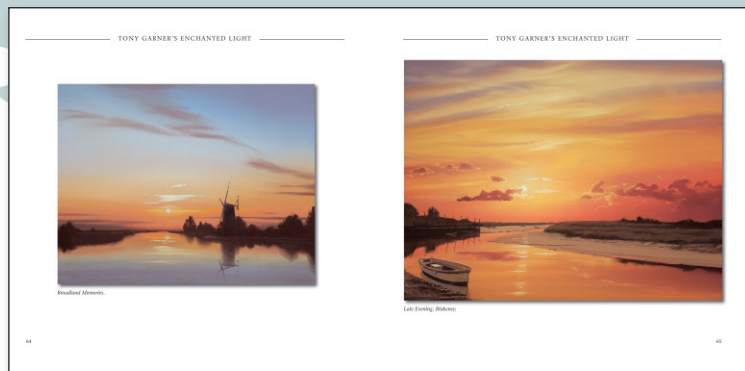 TONY GARNER'S ENCHANTED LIGHT
Broadland Memories.
64
TONY GARNER'S ENCHANTED LIGHT
Late Evening, Blakeney.
65